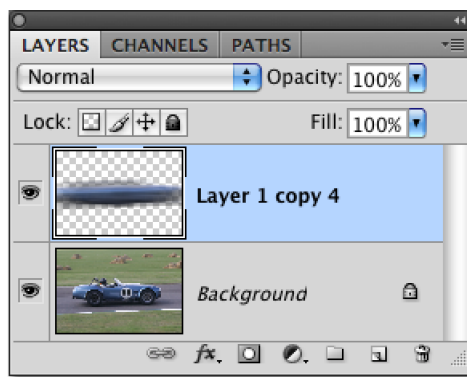 LAYERS CHANNELS PATHS
Normal Opacity: 100%
Lock: Fill: 100%
Layer 1 copy 4
Background
fx.